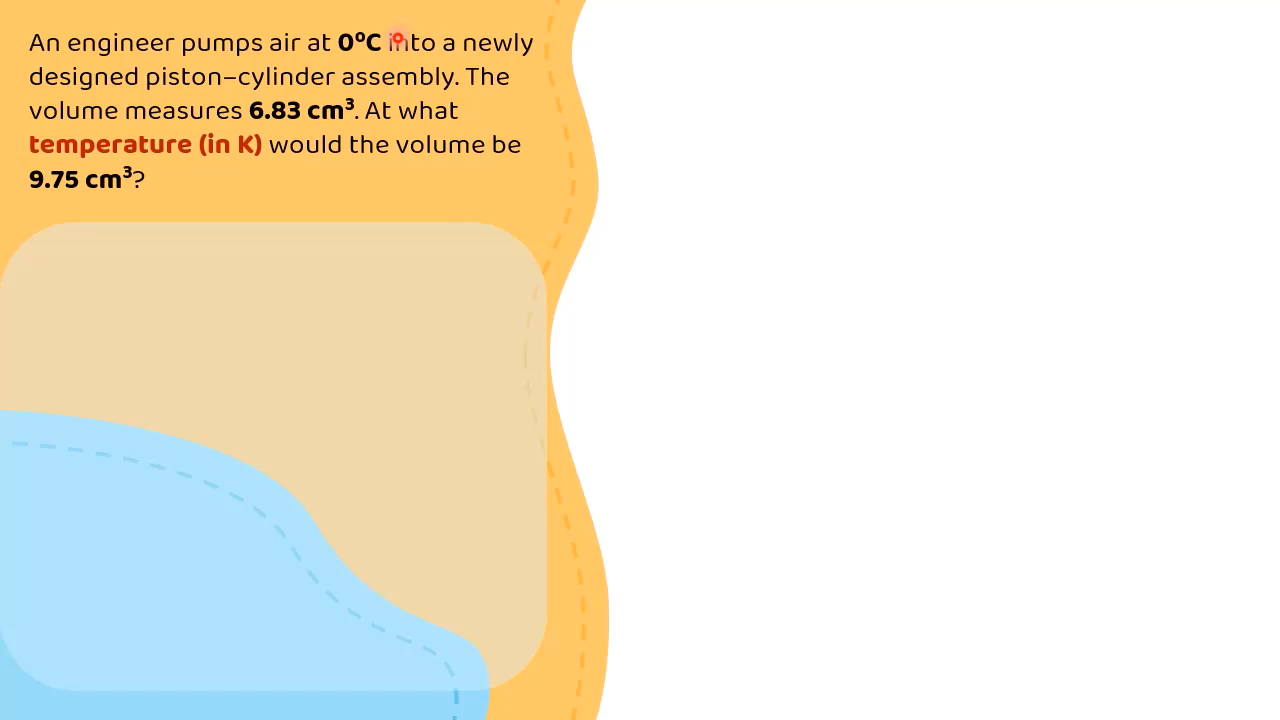 An engineer pumps air at 0ºC into a newly
designed piston–cylinder assembly. The
volume measures 6.83 cm³. At what
temperature (in K) would the volume be
9.75 cm³?